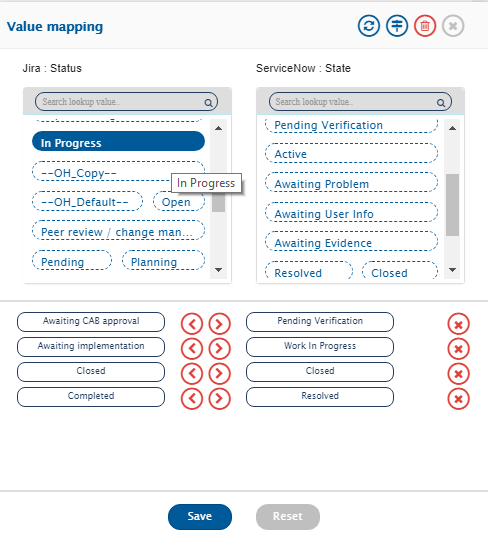 Value mapping
Jira : Status
ServiceNow : State
Search lookup value..
Search lookup value..
In Progress
--OH_Copy--
In Progress
--OH_Default--
Open
Peer review / change man...
Pending
Planning
Pending Verification
Active
Awaiting Problem
Awaiting User Info
Awaiting Evidence
Resolved
Closed
Awaiting CAB approval
Pending Verification
Awaiting implementation
Work In Progress
Closed
Closed
Completed
Resolved
Save
Reset